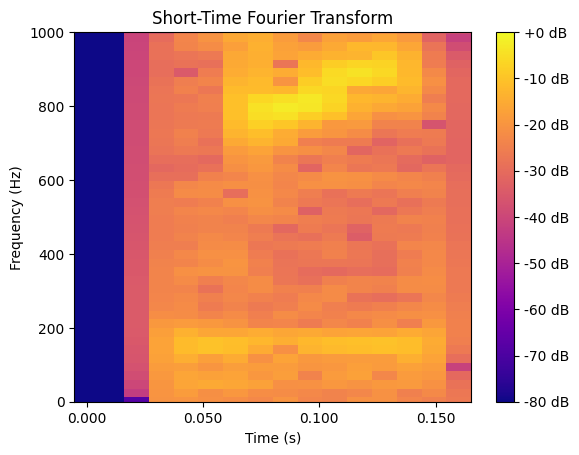 Short-Time Fourier Transform
1000
800
600
400
200
0
Frequency (Hz)
0.000
0.050
0.100
0.150
Time (s)
+0 dB
-10 dB
-20 dB
-30 dB
-40 dB
-50 dB
-60 dB
-70 dB
-80 dB